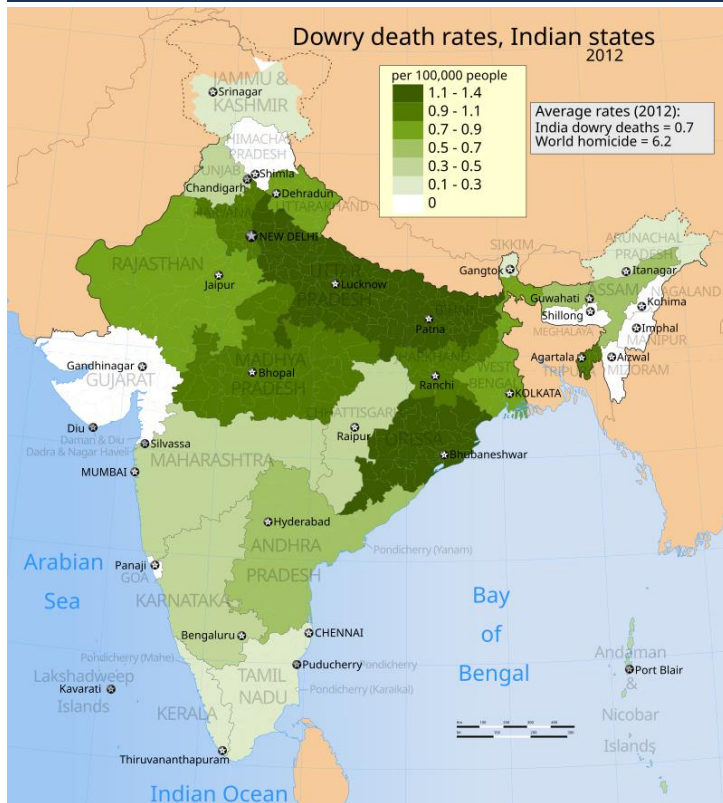 Dowry death rates, Indian states
2012
per 100,000 people
1.1 - 1.4
0.9 - 1.1
0.7 - 0.9
0.5 - 0.7
0.3 - 0.5
0.1 - 0.3
0
Average rates (2012):
India dowry deaths = 0.7
World homicide = 6.2
JAMMU &
KASHMIR
Srinagar
HIMACHAL
PRADESH
PUNJAB
Shimla
Chandigarh
Dehradun
UTTARAKHAND
HARYANA
NEW DELHI
RAJASTHAN
Jaipur
UTTAR
PRADESH
Lucknow
SIKKIM
Gangtok
ARUNACHAL
PRADESH
Itanagar
ASSAM
NAGALAND
Guwahati
Kohima
Shillong
MEGHALAYA
Imphal
MANIPUR
Agartala
TRIPURA
Aizwal
MIZORAM
Patna
Gandhinagar
GUJARAT
MADHYA
PRADESH
Bhopal
JHARKHAND
Ranchi
WEST
BENGAL
KOLKATA
Diu
Daman & Diu
Dadra & Nagar Haveli
Silvassa
CHHATTISGARH
Raipur
ORISSA
Bhubaneshwar
MUMBAI
MAHARASHTRA
Hyderabad
ANDHRA
PRADESH
Pondicherry (Yanam)
Arabian
Sea
Panaji
GOA
KARNATAKA
Bay
of
Bengal
Bengaluru
CHENNAI
Pondicherry (Mahe)
Puducherry
Pondicherry
Lakshadweep
Islands
Kavarati
TAMIL
NADU
Pondicherry (Karaikal)
KERALA
Thiruvananthapuram
Andaman
&
Nicobar
Islands
Port Blair
Indian Ocean